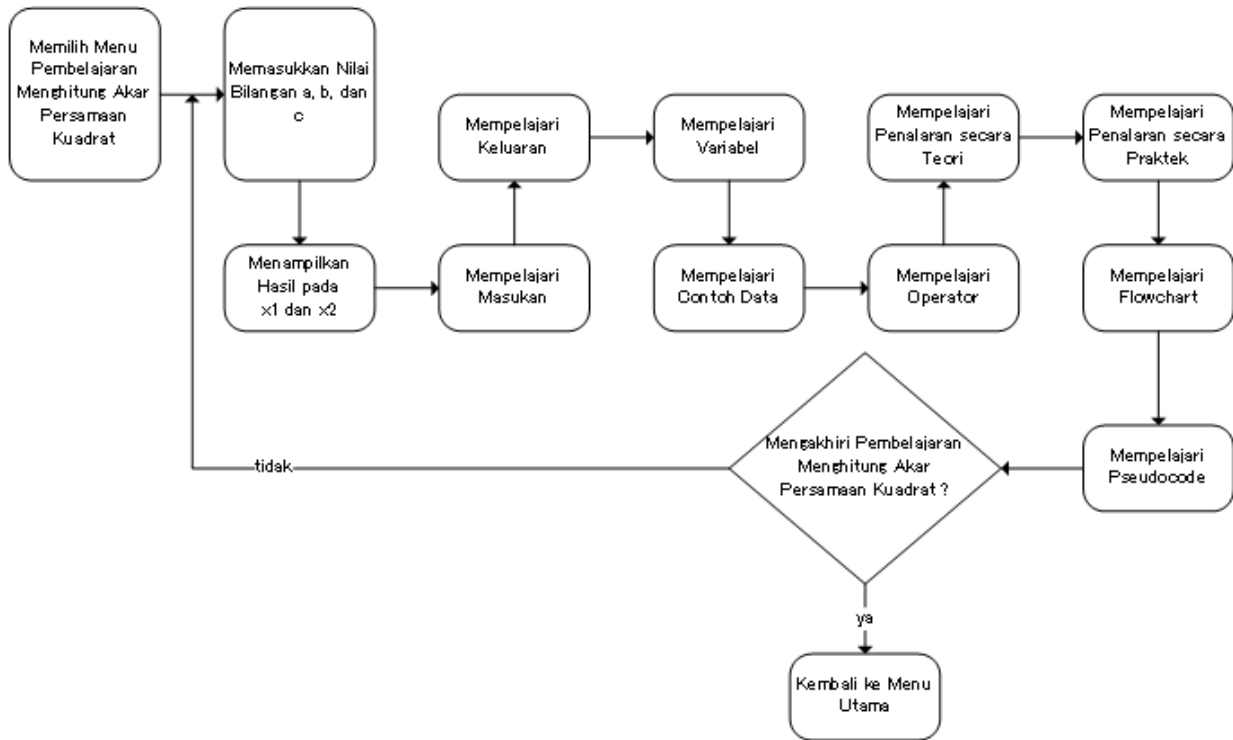 Memilih Menu
Pembelajaran
Menghitung Akar
Persamaan
Kuadrat
Memasukkan Nilai
Bilangan a, b, dan
c
Menampilkan
Hasil pada
x1 dan x2
Mempelajari
Masukan
Mempelajari
Keluaran
Mempelajari
Variabel
Mempelajari
Contoh Data
Mempelajari
Operator
Mempelajari
Penalaran secara
Teori
Mempelajari
Penalaran secara
Praktek
Mempelajari
Flowchart
Mempelajari
Pseudocode
Mengakhiri Pembelajaran
Menghitung Akar
Persamaan Kuadrat ?
tidak
ya
Kembali ke Menu
Utama